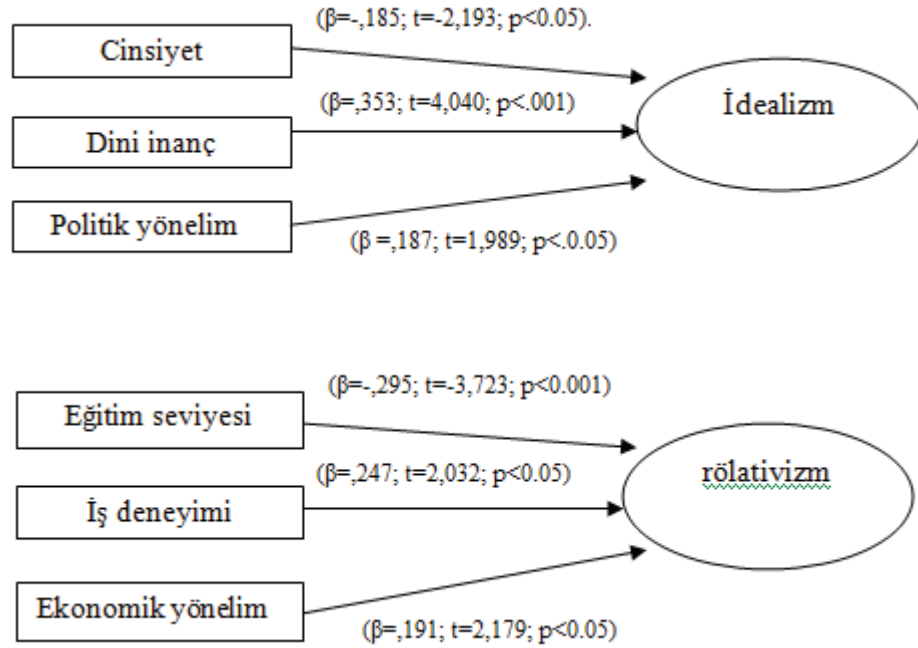 (β=-,185; t=-2,193; p<0.05).
Cinsiyet
(β=,353; t=4,040; p<.001)
İdealizm
Dini inanç
Politik yönelim
(β =,187; t=1,989; p<.0.05)
(β=-,295; t=-3,723; p<0.001)
Eğitim seviyesi
(β=,247; t=2,032; p<0.05)
rölativizm
İş deneyimi
Ekonomik yönelim
(β=,191; t=2,179; p<0.05)